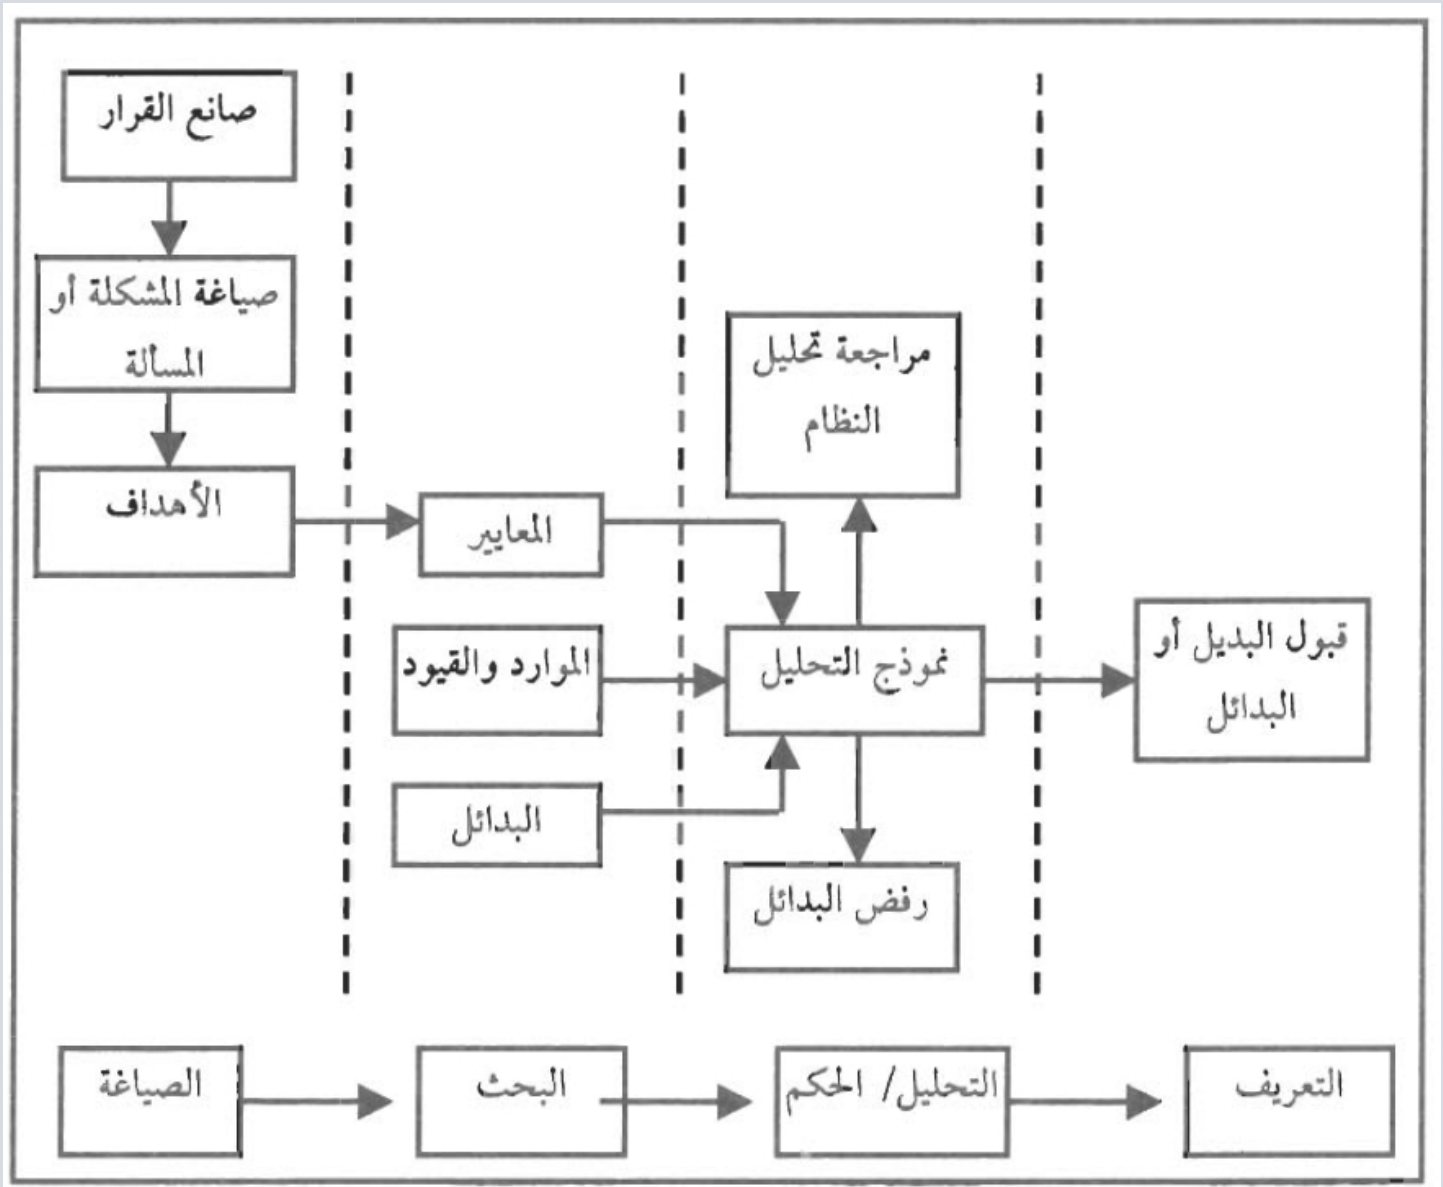 صانع القرار
صياغة المشكلة أو
المسألة
الأهداف
المعايير
الموارد والقيود
البدائل
مراجعة تحليل
النظام
نموذج التحليل
رفض البدائل
قبول البديل أو
البدائل
الصياغة
البحث
التحليل/ الحكم
التعريف